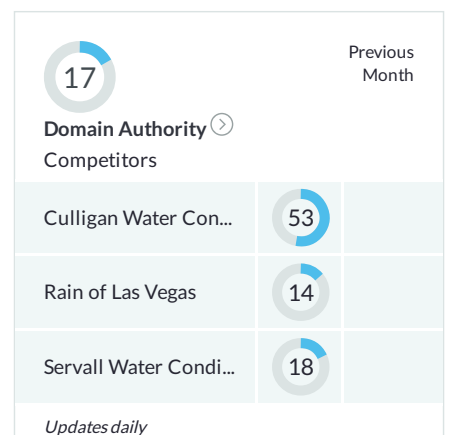 17
Previous
Month
Domain Authority
Competitors
Culligan Water Con... 53
Rain of Las Vegas 14
Servall Water Condi... 18
Updates daily